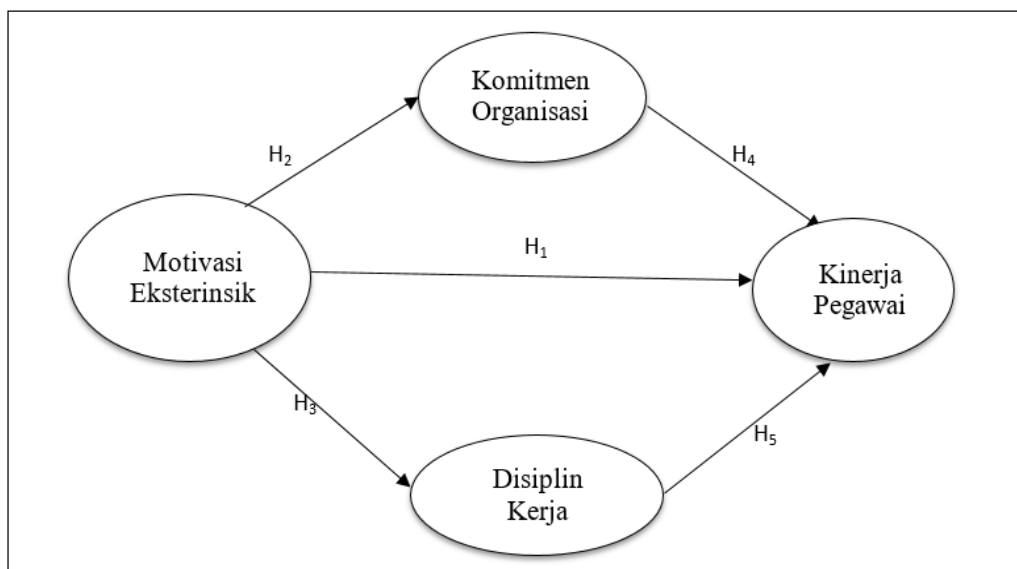 Komitmen
Organisasi
H₂
H₄
H₁
Motivasi
Eksterinsik
Kinerja
Pegawai
H₃
H₅
Disiplin
Kerja